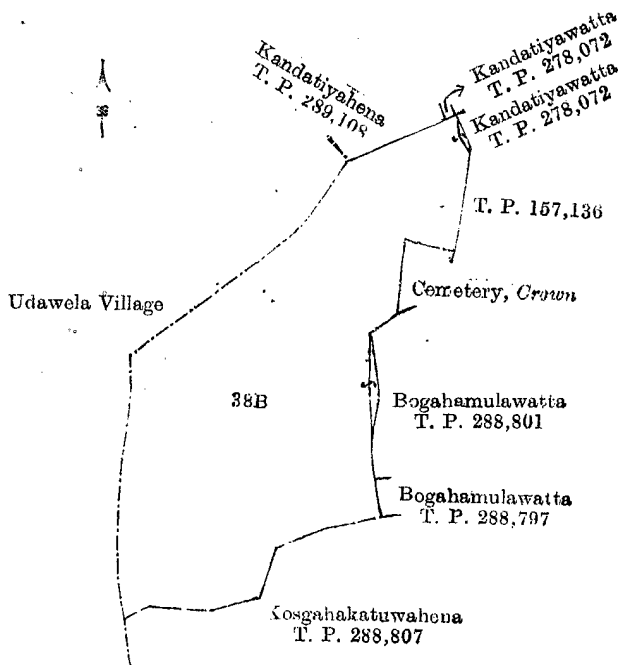 Kandatiyahena
T. P. 289,108
Kandatiyawatta
T. P. 278,072
Kandatiyawatta
T. P. 278,072
T. P. 157,136
Udawela Village
Cemetery, Crown
38B
Bogahamulawatta
T. P. 288,801
Bogahamulawatta
T. P. 288,797
Kosgahakatuwahena
T. P. 288,807